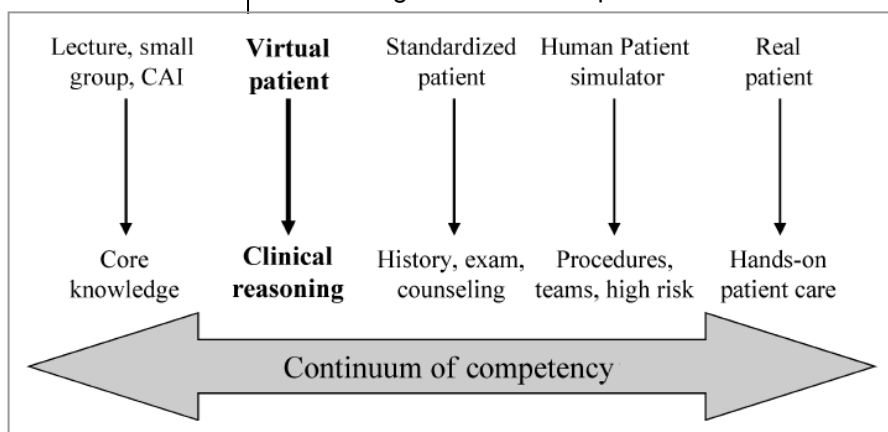 Lecture, small
group, CAI
Virtual
patient
Standardized
patient
Human Patient
simulator
Real
patient
Core
knowledge
Clinical
reasoning
History, exam,
counseling
Procedures,
teams, high risk
Hands-on
patient care
Continuum of competency